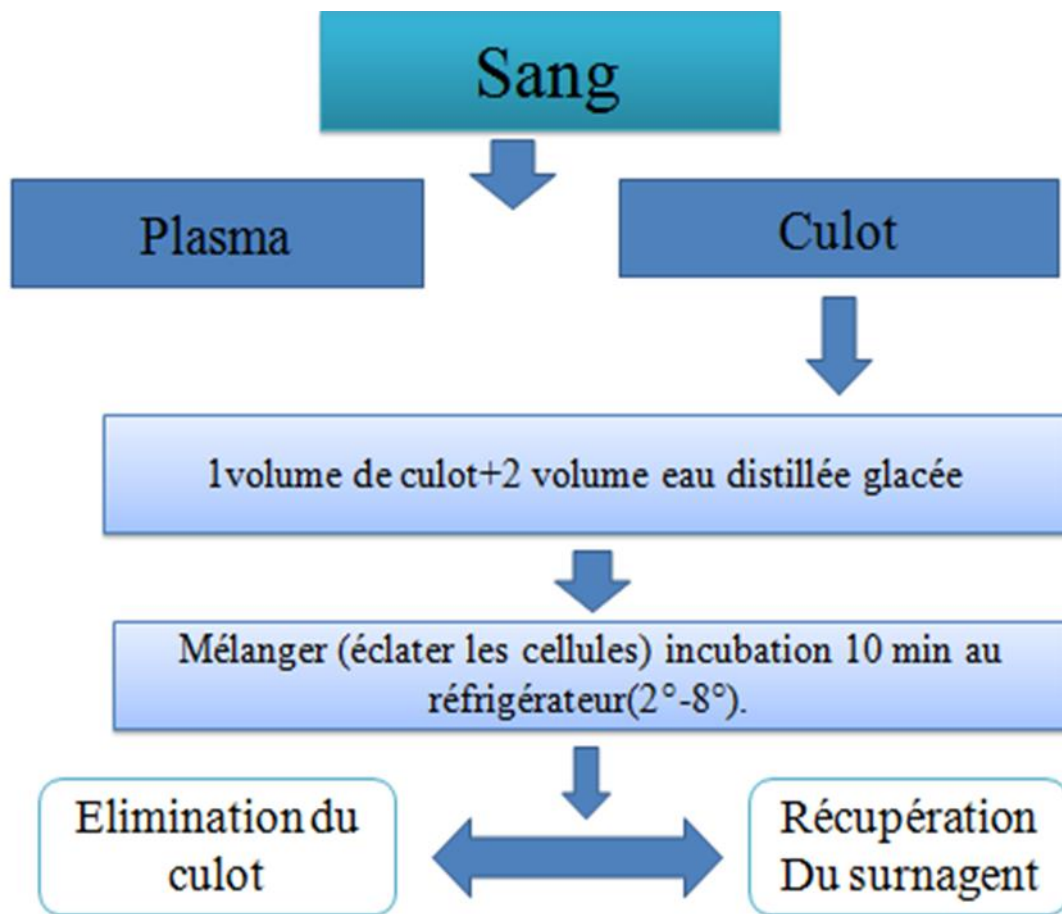 Sang
Plasma
Culot
1volume de culot+2 volume eau distillée glacée
Mélanger (éclater les cellules) incubation 10 min au
réfrigérateur(2°-8°).
Elimination du
culot
Récupération
Du surnagent